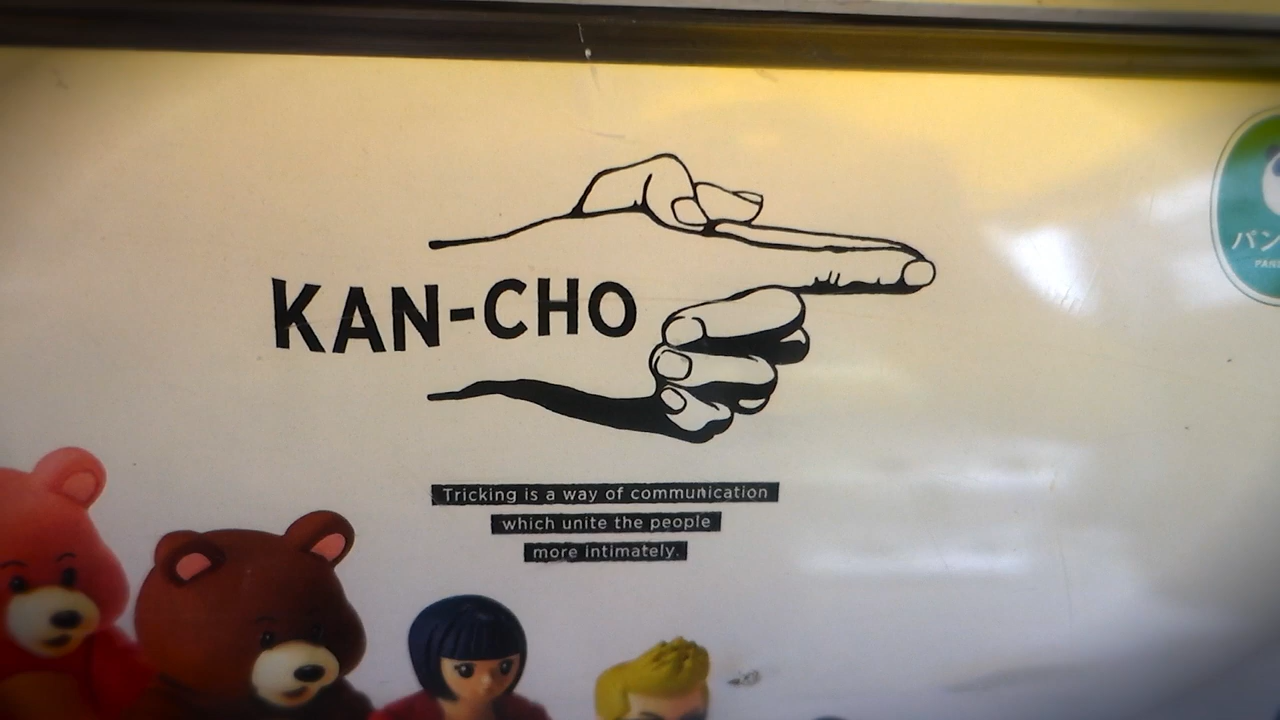 KAN-CHO
Tricking is a way of communication
which unite the people
more intimately.
パン